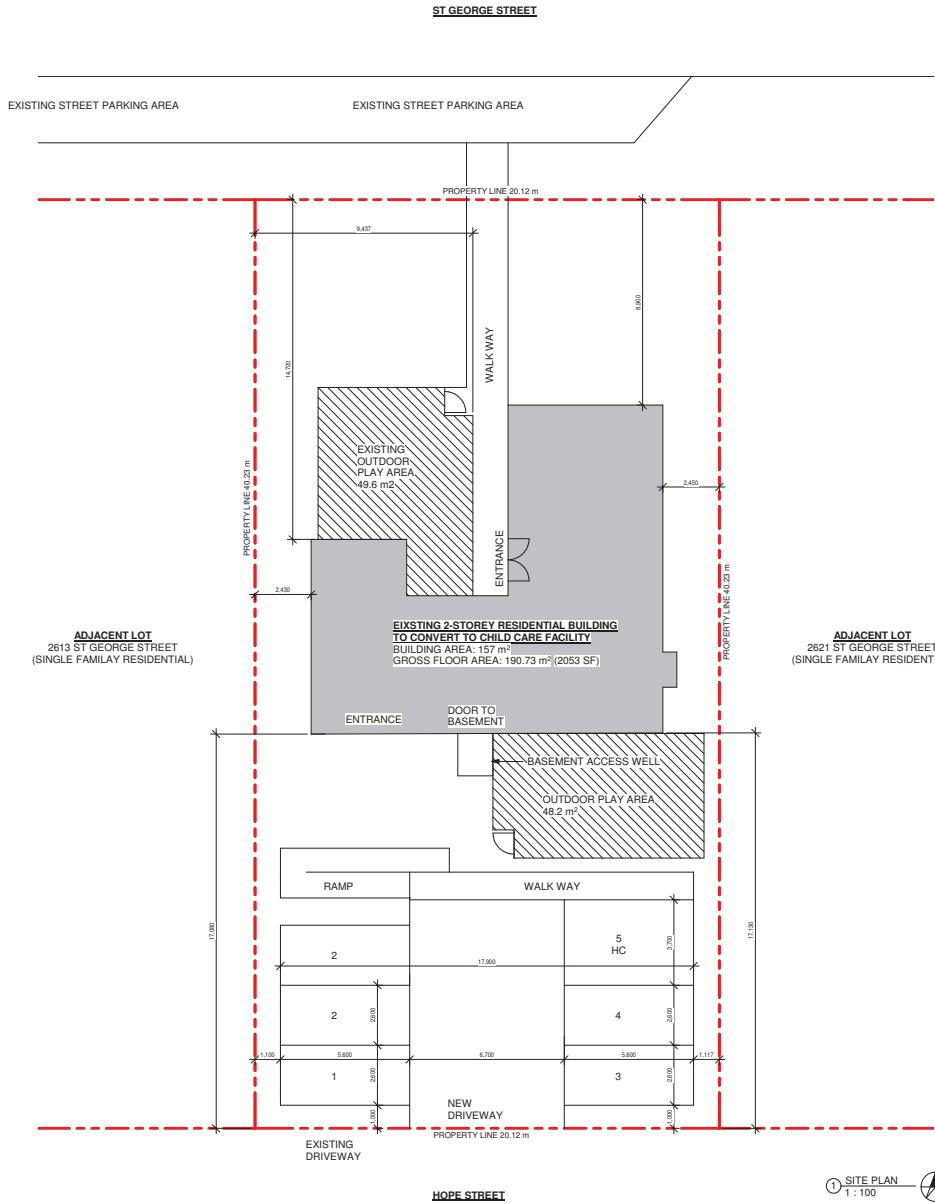 ST GEORGE STREET
EXISTING STREET PARKING AREA
EXISTING STREET PARKING AREA
PROPERTY LINE 20.12 m
9,437
8,900
14,720
WALK WAY
EXISTING
OUTDOOR
PLAY AREA
49.6 m2
PROPERTY LINE 40.23 m
2,450
ENTRANCE
2,430
PROPERTY LINE 40.23 m
EIXSTING 2-STOREY RESIDENTIAL BUILDING
TO CONVERT TO CHILD CARE FACILITY
BUILDING AREA: 157 m²
GROSS FLOOR AREA: 190.73 m² (2053 SF)
ADJACENT LOT
2613 ST GEORGE STREET
(SINGLE FAMILAY RESIDENTIAL)
ADJACENT LOT
2621 ST GEORGE STREET
(SINGLE FAMILAY RESIDENTI
ENTRANCE
DOOR TO
BASEMENT
BASEMENT ACCESS WELL
OUTDOOR PLAY AREA
48.2 m²
RAMP
WALK WAY
17,080
17,130
2
5
HC
3,700
17,900
2
2,600
4
2,600
1,100
5,600
6,700
5,600
1,117
1
2,600
3
2,600
NEW
DRIVEWAY
1,000
1,000
PROPERTY LINE 20.12 m
EXISTING
DRIVEWAY
HOPE STREET
1
SITE PLAN
1 : 100